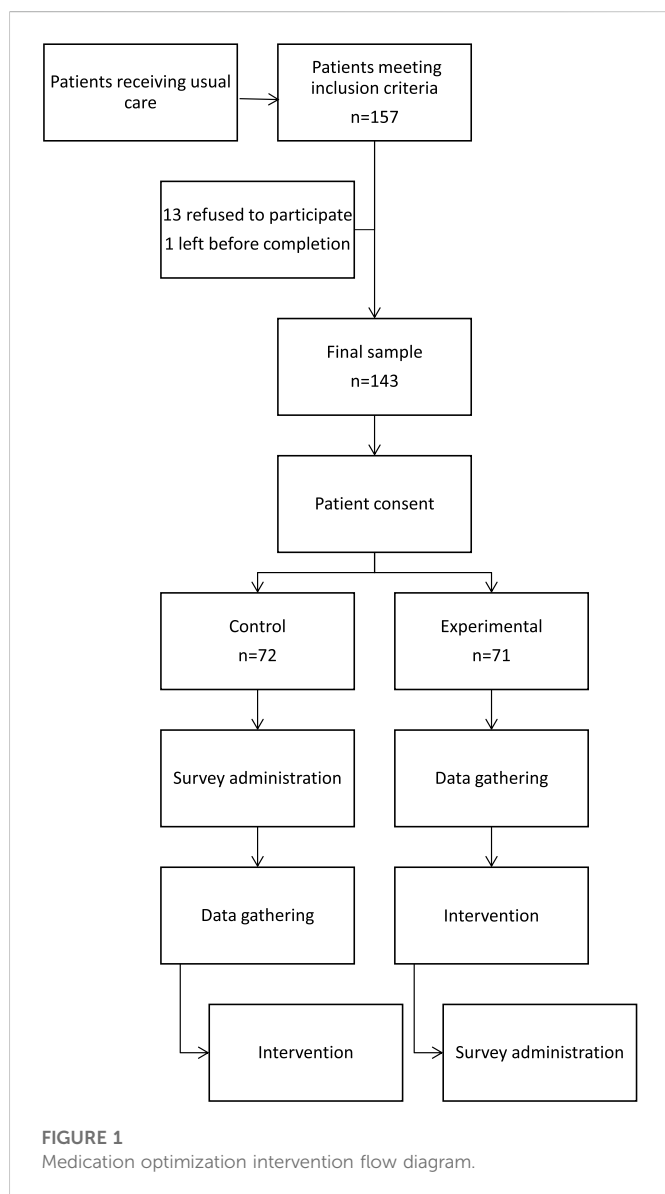 Patients receiving usual
care
Patients meeting
inclusion criteria
n=157
13 refused to participate
1 left before completion
Final sample
n=143
Patient consent
Control
n=72
Experimental
n=71
Survey administration
Data gathering
Data gathering
Intervention
Intervention
Survey administration
FIGURE 1
Medication optimization intervention flow diagram.